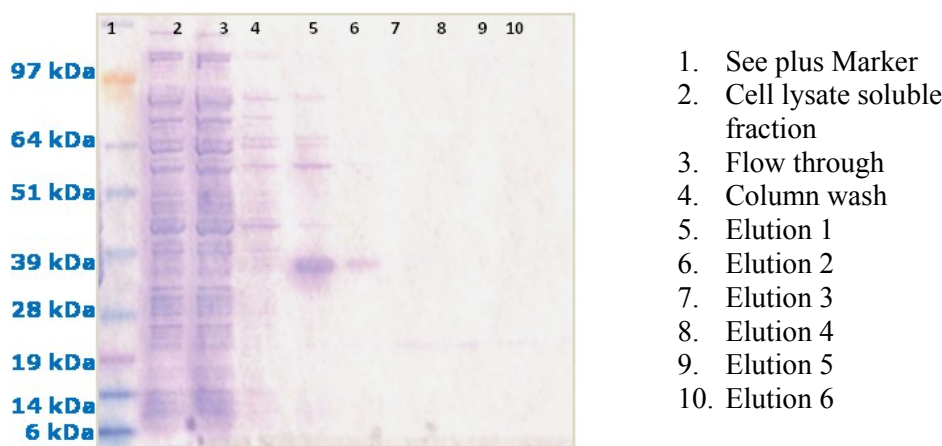 1 2 3 4 5 6 7 8 9 10
97 kDa
64 kDa
51 kDa
39 kDa
28 kDa
19 kDa
14 kDa
6 kDa
1. See plus Marker
2. Cell lysate soluble
fraction
3. Flow through
4. Column wash
5. Elution 1
6. Elution 2
7. Elution 3
8. Elution 4
9. Elution 5
10. Elution 6